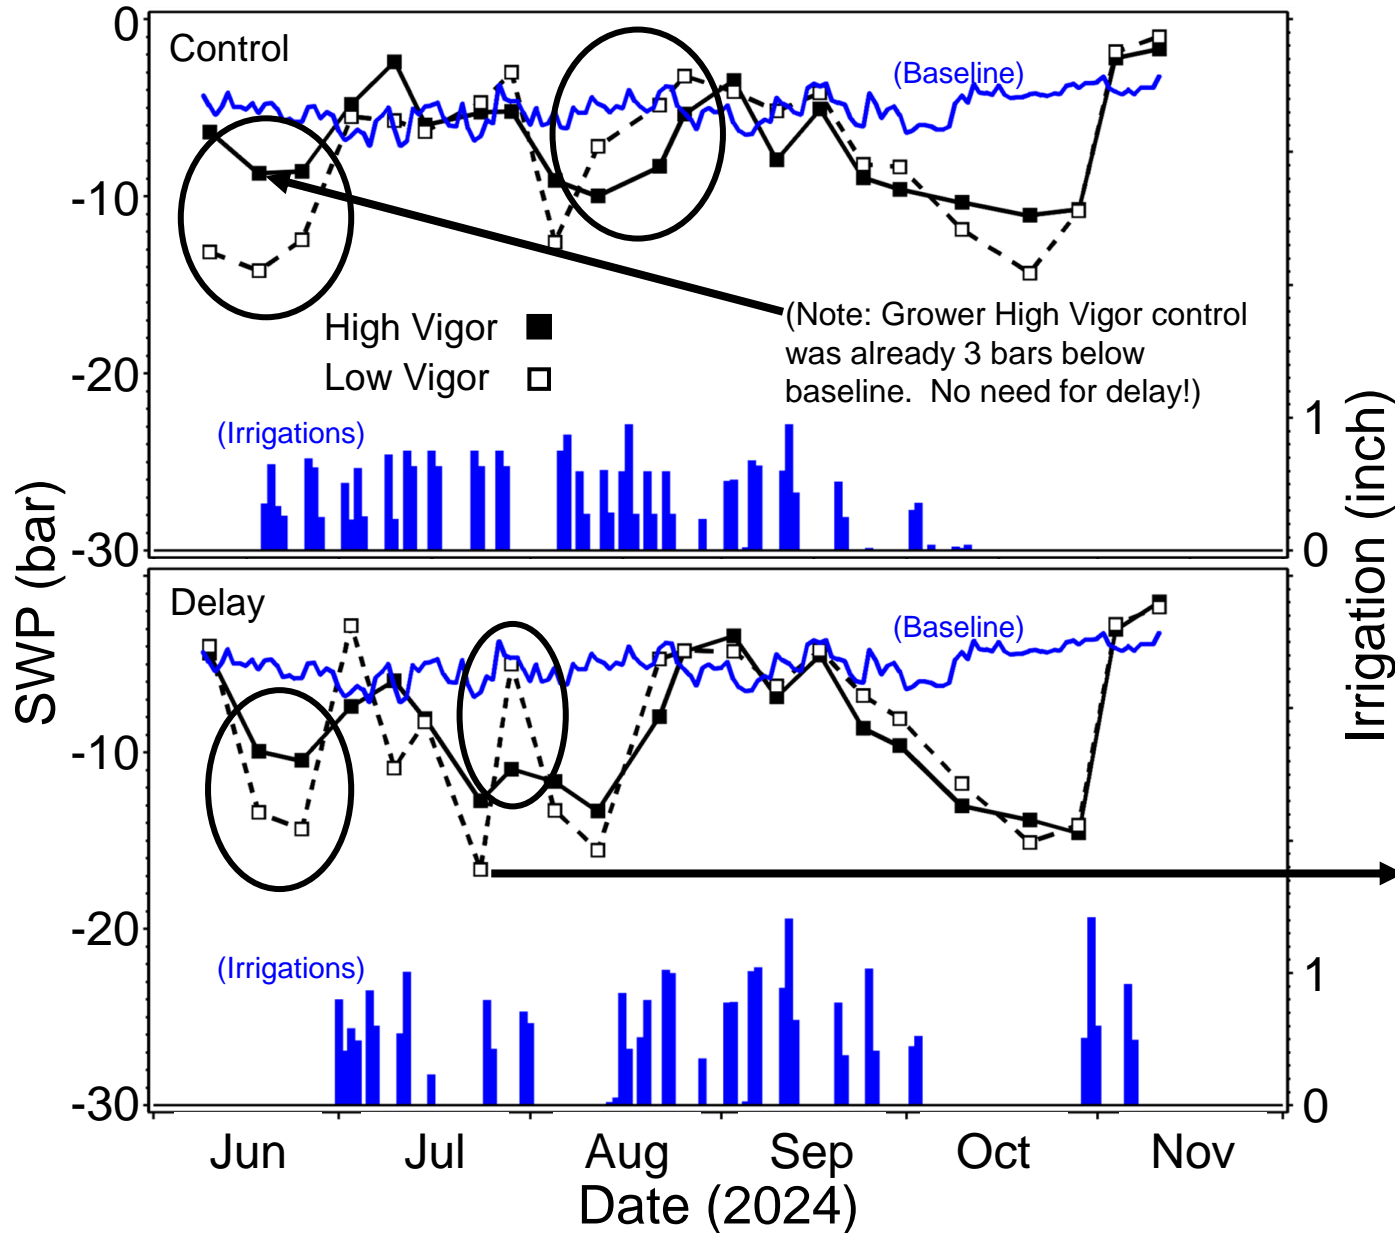 0
Control
(Baseline)
-10
High Vigor
Low Vigor
(Note: Grower High Vigor control
was already 3 bars below
baseline.  No need for delay!)
-20
(Irrigations)
1
-30
0
SWP (bar)
Irrigation (inch)
Delay
(Baseline)
-10
-20
(Irrigations)
1
-30
0
Jun Jul Aug Sep Oct Nov
Date (2024)